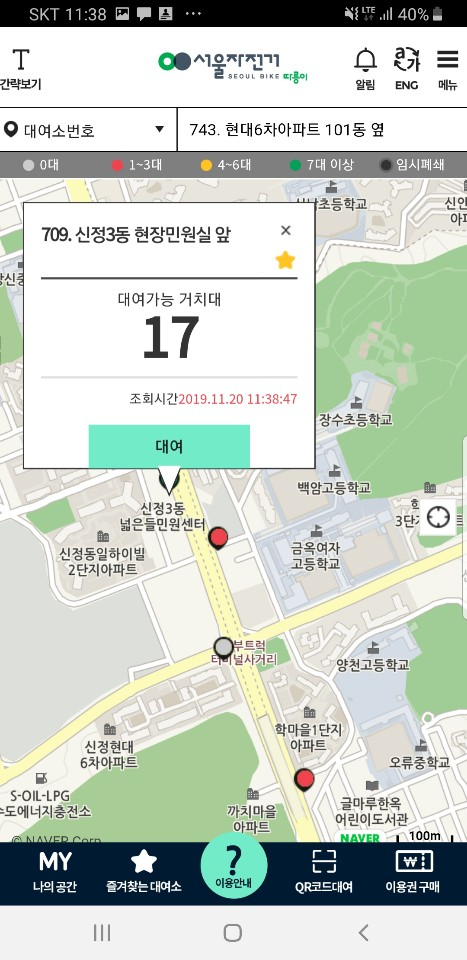 SKT 11:38
LTE
40%
T
간략보기
서울자전거
SEOUL BIKE 따릉이
알림
ENG
메뉴
대여소번호
743. 현대6차아파트 101동 옆
0대
1~3대
4~6대
7대 이상
임시폐쇄
709. 신정3동 현장민원실 앞
×
대여가능 거치대
17
조회시간2019.11.20 11:38:47
대여
장수초등학교
백암고등학교
신정3동
넓은들민원센터
신정동일하이빌
2단지아파트
금옥여자
고등학교
3단
부트럭
터미널사거리
양천고등학교
학마을1단지
아파트
신정현대
6차아파트
오류중학교
S-OIL-LPG
수도에너지충전소
까치마을
아파트
글마루한옥
어린이도서관
© NAVER Corp.
NAVER
100m
MY
나의 공간
즐겨찾는 대여소
?
이용안내
QR코드대여
이용권 구매